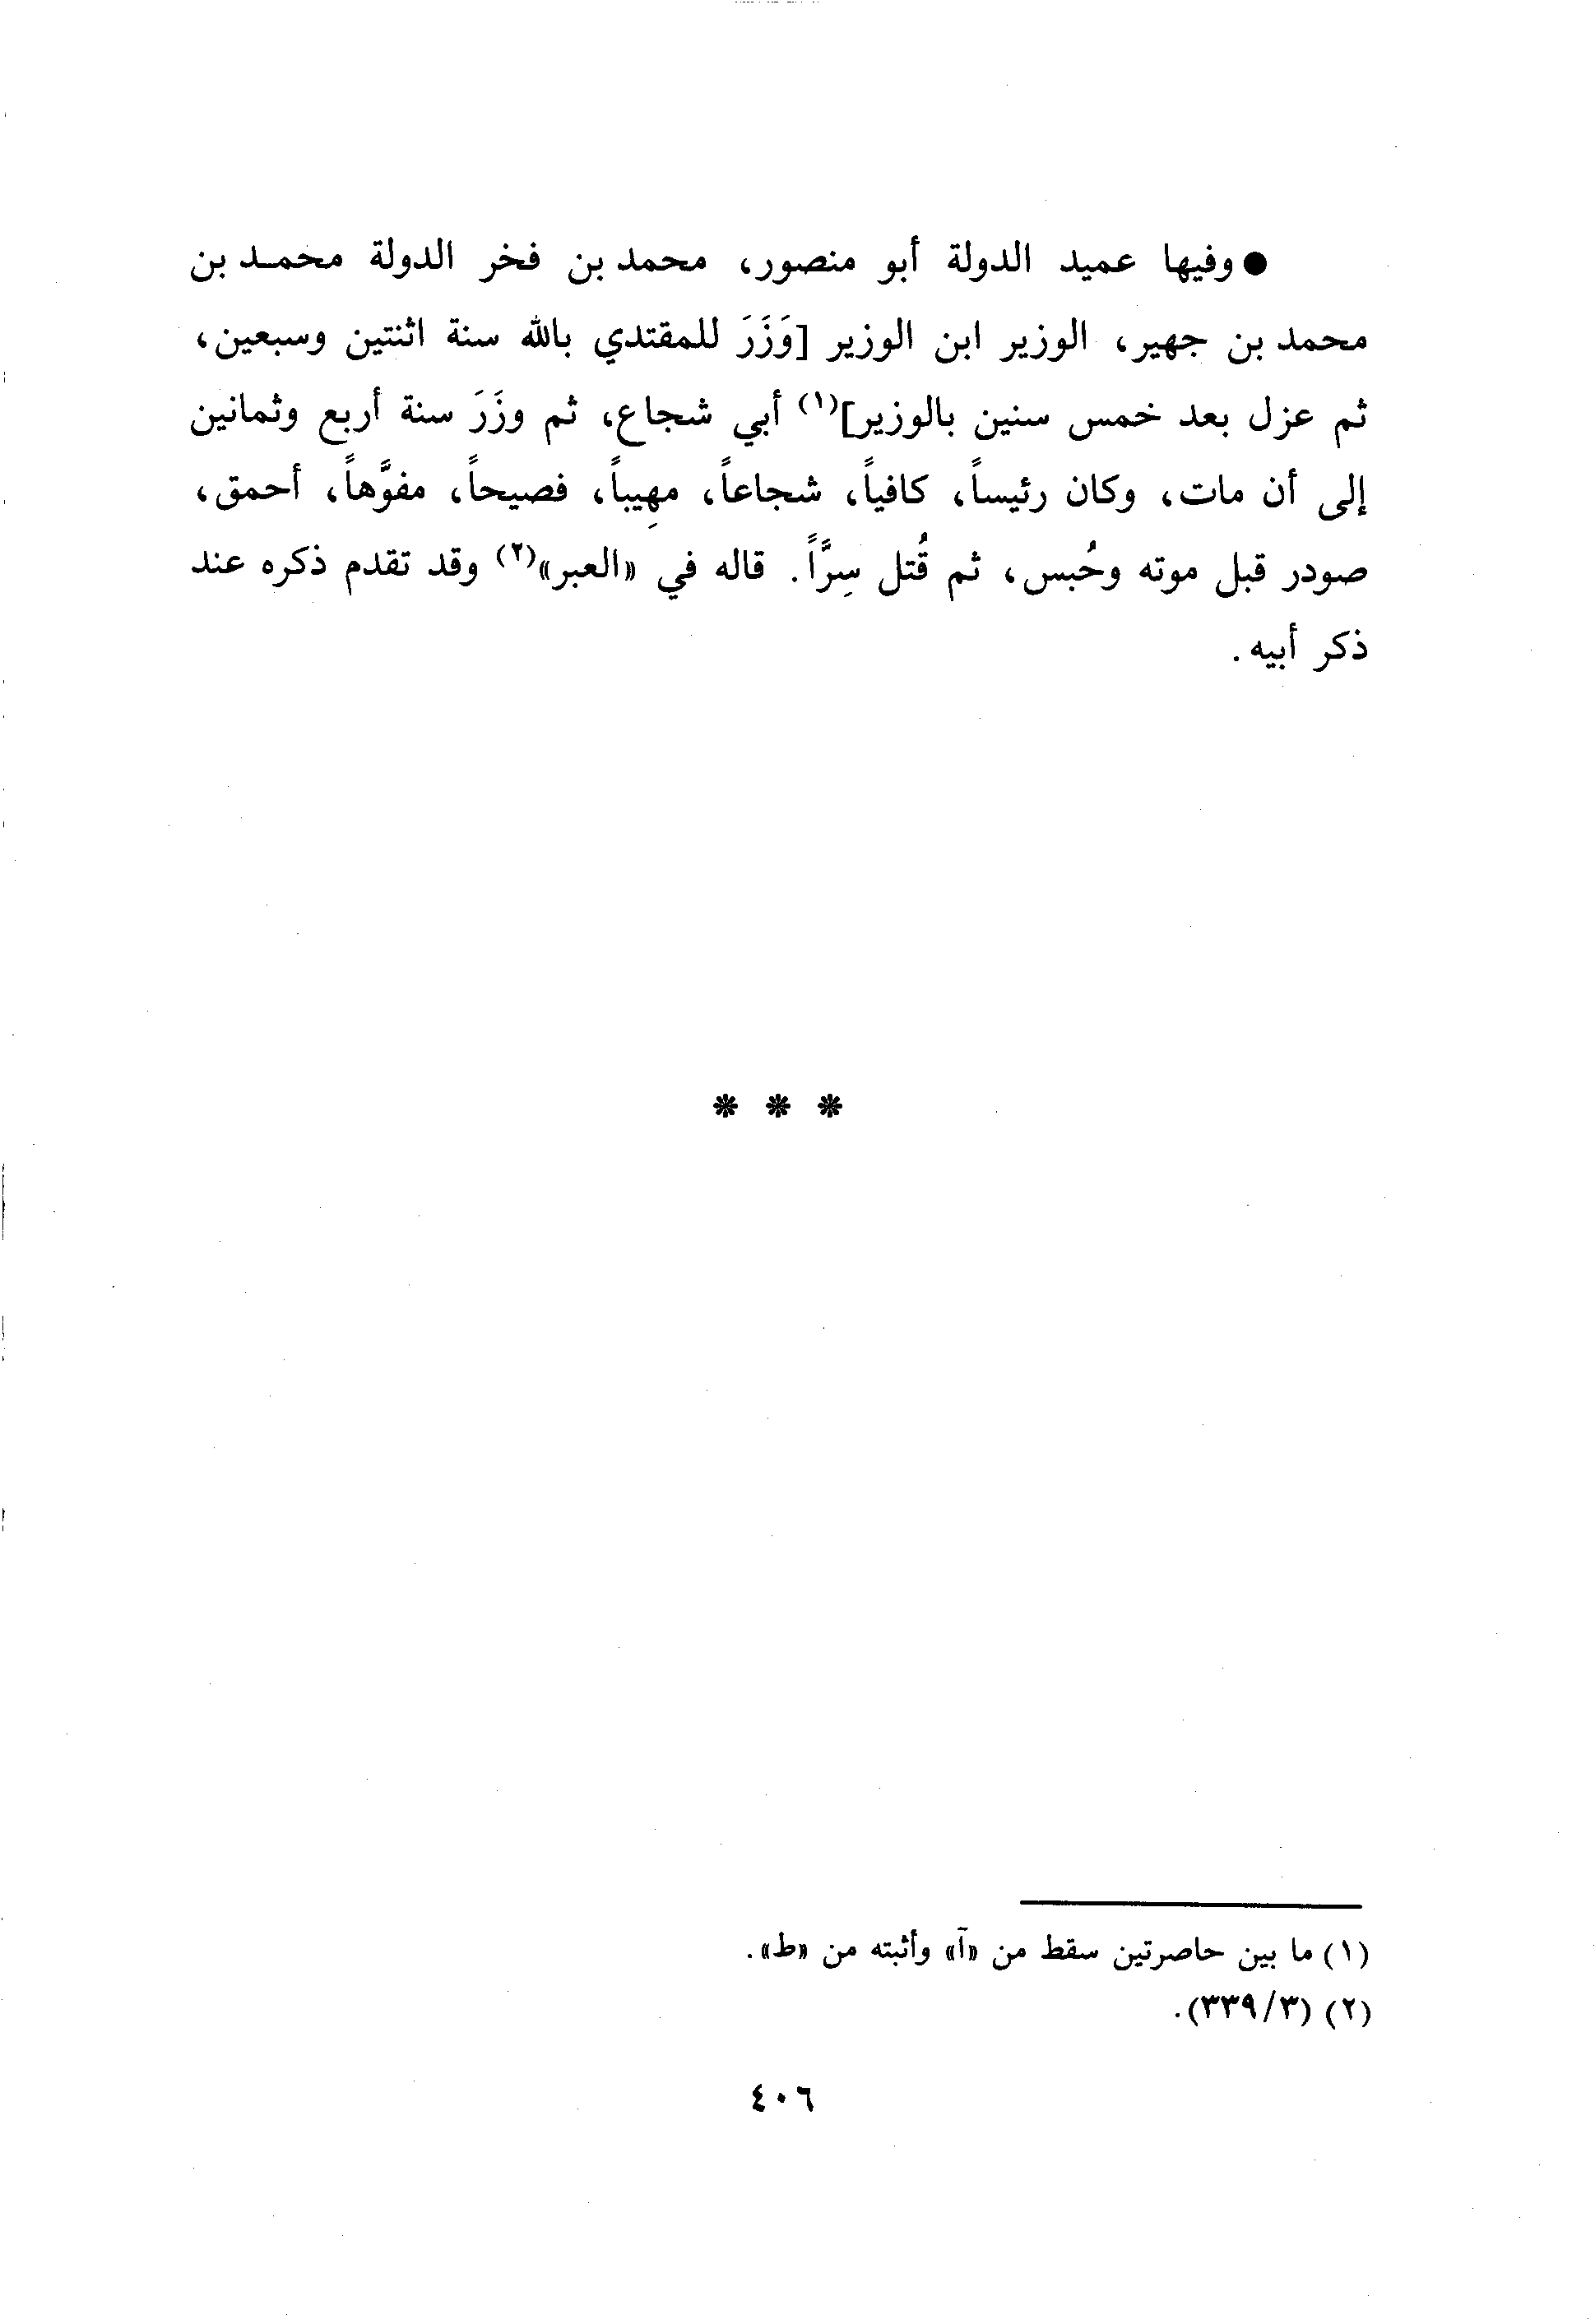 ● وفيها عميد الدولة أبو منصور، محمد بن فخر الدولة محمـد بن
محمد بن جهير، الوزير ابن الوزير [وَزَرَ للمقتدي بالله سنة اثنتين وسبعين،
ثم عزل بعد خمس سنين بالوزير](١) أبي شجاع، ثم وزَرَ سنة أربع وثمانين
إلى أن مات، وكان رئيساً، كافياً، شجاعاً، مهِيباً، فصيحاً، مفوَّهاً، أحمق،
صودر قبل موته وحُبس، ثم قُتل سِرَّاً. قاله في «العبر»(٢) وقد تقدم ذكره عند
ذكر أبيه.
* * *
(١) ما بين حاصرتين سقط من «آ» وأثبته من «ط».
(٢) (٣/٣٣٩).
٤٠٦